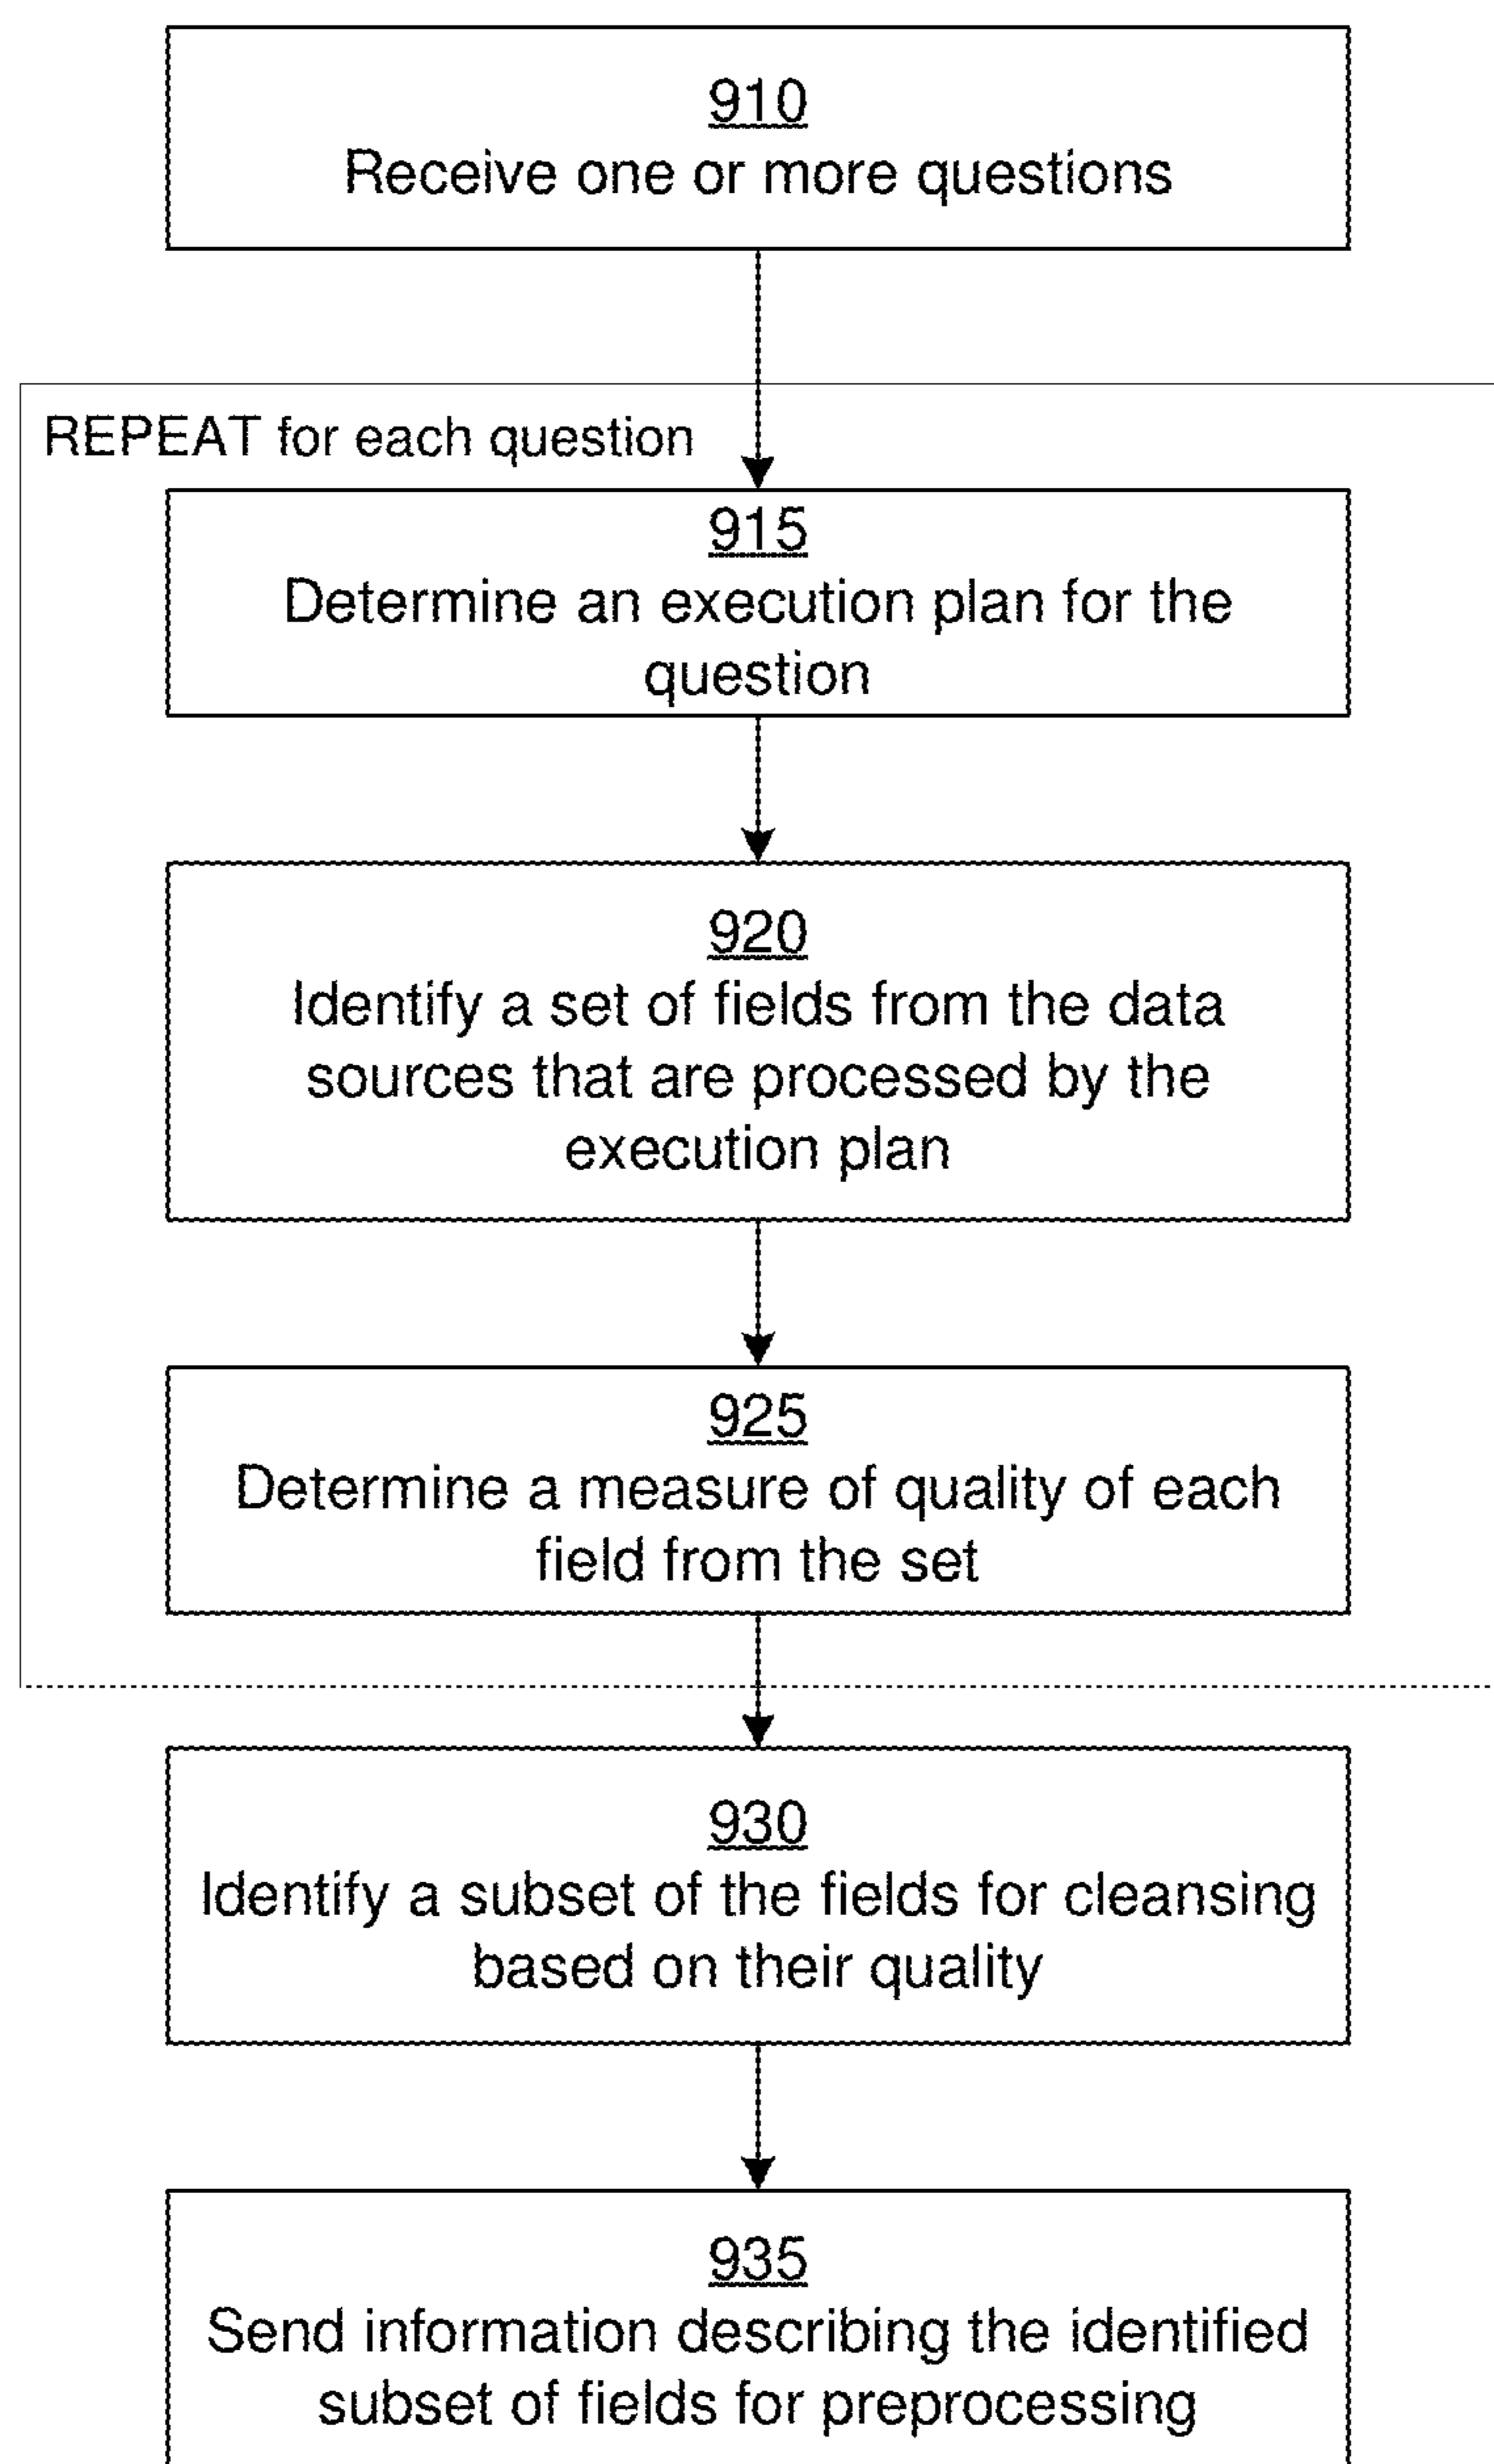 910
Receive one or more questions
REPEAT for each question
915
Determine an execution plan for the
question
920
Identify a set of fields from the data
sources that are processed by the
execution plan
925
Determine a measure of quality of each
field from the set
930
Identify a subset of the fields for cleansing
based on their quality
935
Send information describing the identified
subset of fields for preprocessing